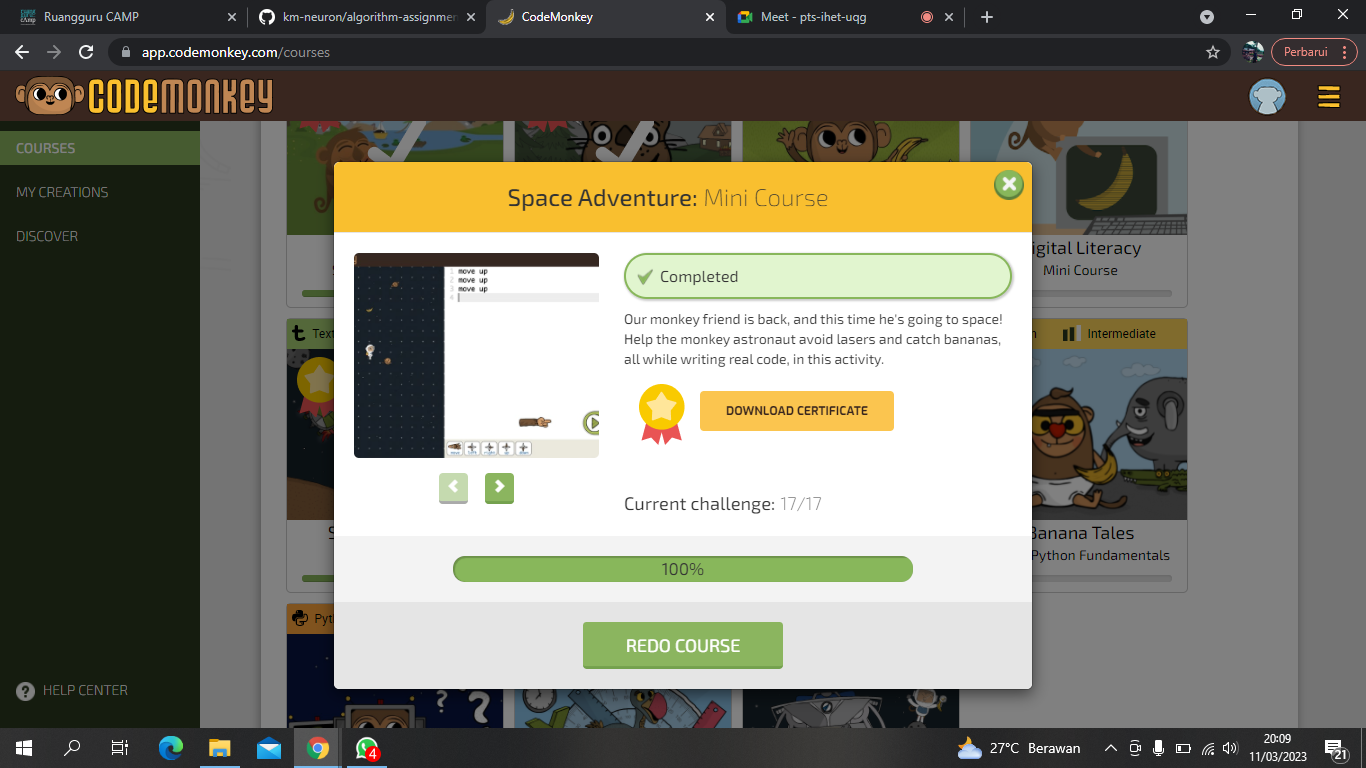 Ruangguru CAMP
km-neuron/algorithm-assignmen
CodeMonkey
Meet - pts-ihet-uqg
app.codemonkey.com/courses
Perbarui
CODEMONKEY
COURSES
MY CREATIONS
DISCOVER
HELP CENTER
Space Adventure: Mini Course
1 move up
2 move up
3 move up
4
Completed
Our monkey friend is back, and this time he's going to space!
Help the monkey astronaut avoid lasers and catch bananas,
all while writing real code, in this activity.
DOWNLOAD CERTIFICATE
Current challenge: 17/17
100%
REDO COURSE
igital Literacy
Mini Course
Text
n
Intermediate
S
Banana Tales
Python Fundamentals
Pyth
27°C Berawan
4
20:09
11/03/2023
21